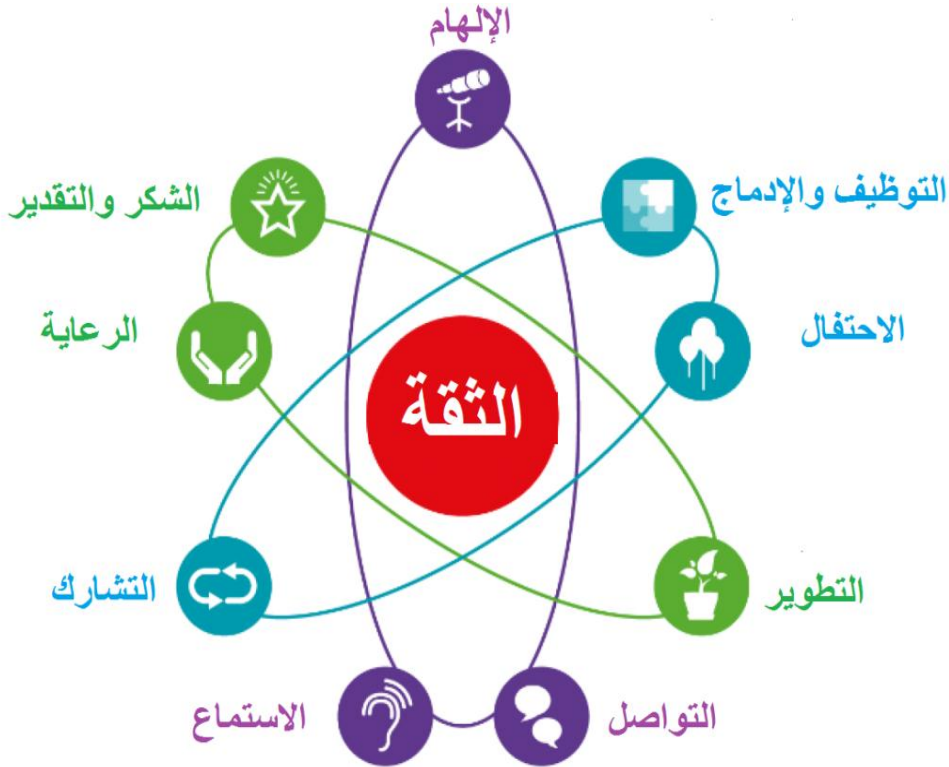 الإلهام
التوظيف والإدماج
الشكر والتقدير
الاحتفال
الرعاية
الثقة
التطوير
التشارك
التواصل
الاستماع